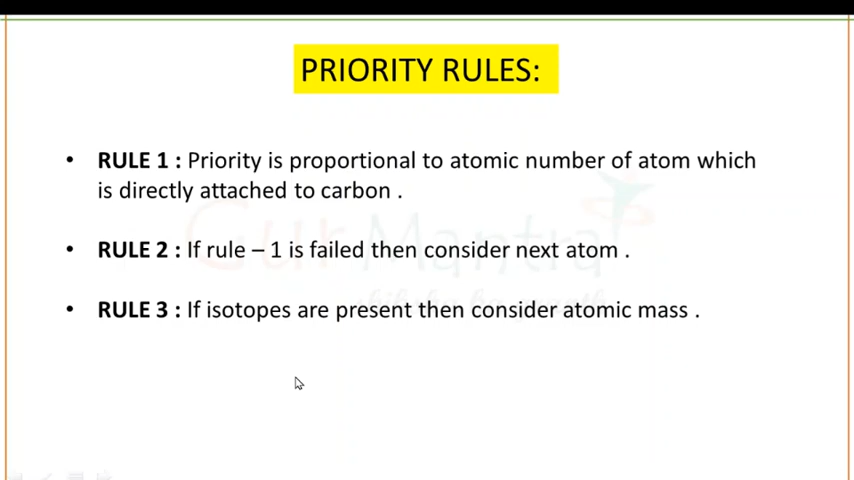 PRIORITY RULES:
• RULE 1 : Priority is proportional to atomic number of atom which
is directly attached to carbon .
• RULE 2 : If rule – 1 is failed then consider next atom .
• RULE 3 : If isotopes are present then consider atomic mass .
Gur Mantra